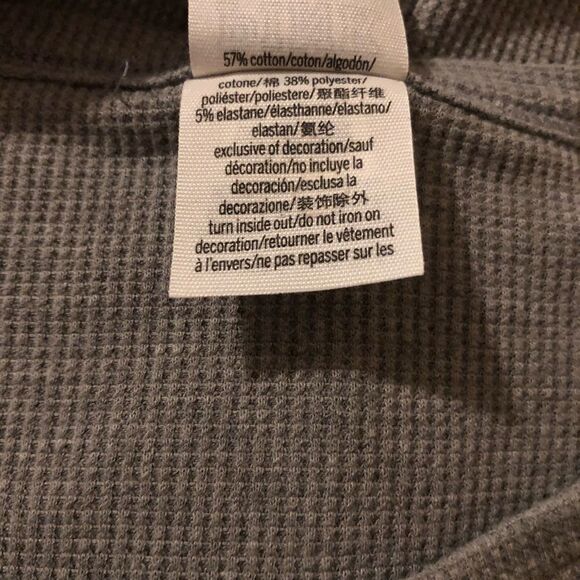 57% cotton/coton/algodón/
cotone/棉 38% polyester/
poliéster/poliestere/聚酯纤维
5% elastane/élasthanne/elastano/
elastan/氨纶
exclusive of decoration/sauf
décoration/no incluye la
decoración/esclusa la
decorazione/装饰除外
turn inside out/do not iron on
decoration/retourner le vêtement
à l'envers/ne pas repasser sur les